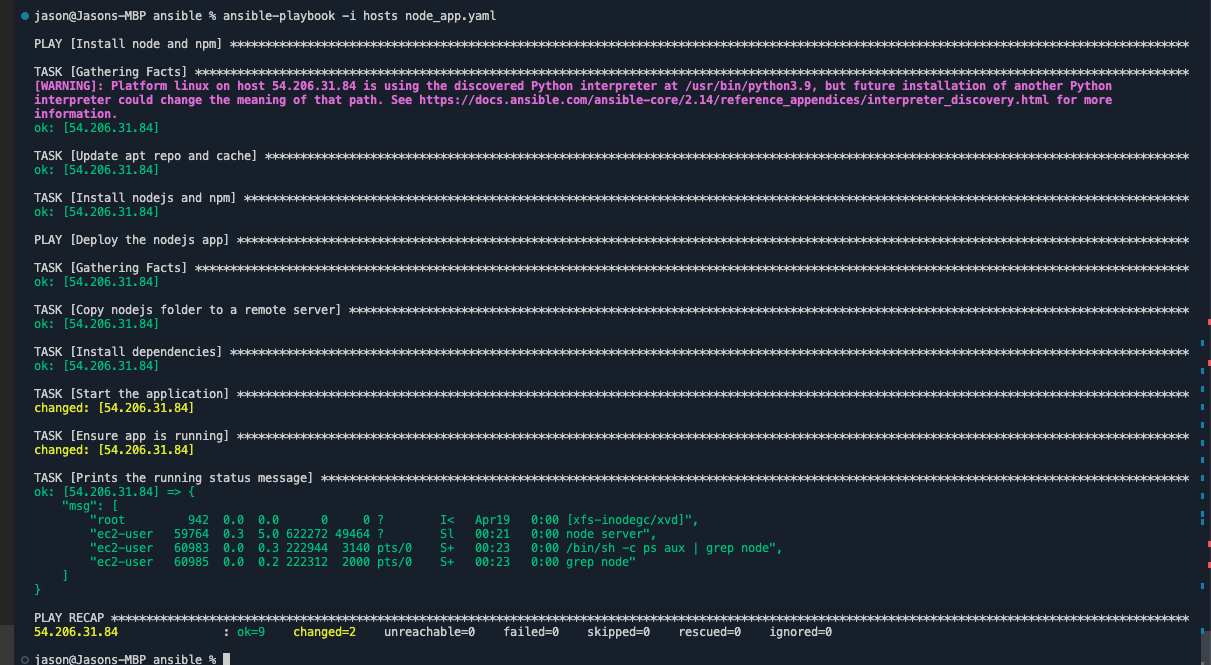 jason@Jasons-MBP ansible % ansible-playbook -i hosts node_app.yaml
PLAY [Install node and npm] ****************************************************************************************************************************************
TASK [Gathering Facts] *********************************************************************************************************************************************
[WARNING]: Platform linux on host 54.206.31.84 is using the discovered Python interpreter at /usr/bin/python3.9, but future installation of another Python
interpreter could change the meaning of that path. See https://docs.ansible.com/ansible-core/2.14/reference_appendices/interpreter_discovery.html for more
information.
ok: [54.206.31.84]
TASK [Update apt repo and cache] ***********************************************************************************************************************************
ok: [54.206.31.84]
TASK [Install nodejs and npm] **************************************************************************************************************************************
ok: [54.206.31.84]
PLAY [Deploy the nodejs app] ***************************************************************************************************************************************
TASK [Gathering Facts] *********************************************************************************************************************************************
ok: [54.206.31.84]
TASK [Copy nodejs folder to a remote server] ***********************************************************************************************************************
ok: [54.206.31.84]
TASK [Install dependencies] ****************************************************************************************************************************************
ok: [54.206.31.84]
TASK [Start the application] ***************************************************************************************************************************************
changed: [54.206.31.84]
TASK [Ensure app is running] ***************************************************************************************************************************************
changed: [54.206.31.84]
TASK [Prints the running status message] ***************************************************************************************************************************
ok: [54.206.31.84] => {
    "msg": [
        "root         942  0.0  0.0      0     0 ?        I<   Apr19   0:00 [xfs-inodegc/xvd]",
        "ec2-user   59764  0.3  5.0 622272 49464 ?        Sl   00:21   0:00 node server",
        "ec2-user   60983  0.0  0.3 222944  3140 pts/0    S+   00:23   0:00 /bin/sh -c ps aux | grep node",
        "ec2-user   60985  0.0  0.2 222312  2000 pts/0    S+   00:23   0:00 grep node"
    ]
}
PLAY RECAP *********************************************************************************************************************************************************
54.206.31.84               : ok=9    changed=2    unreachable=0    failed=0    skipped=0    rescued=0    ignored=0
jason@Jasons-MBP ansible %